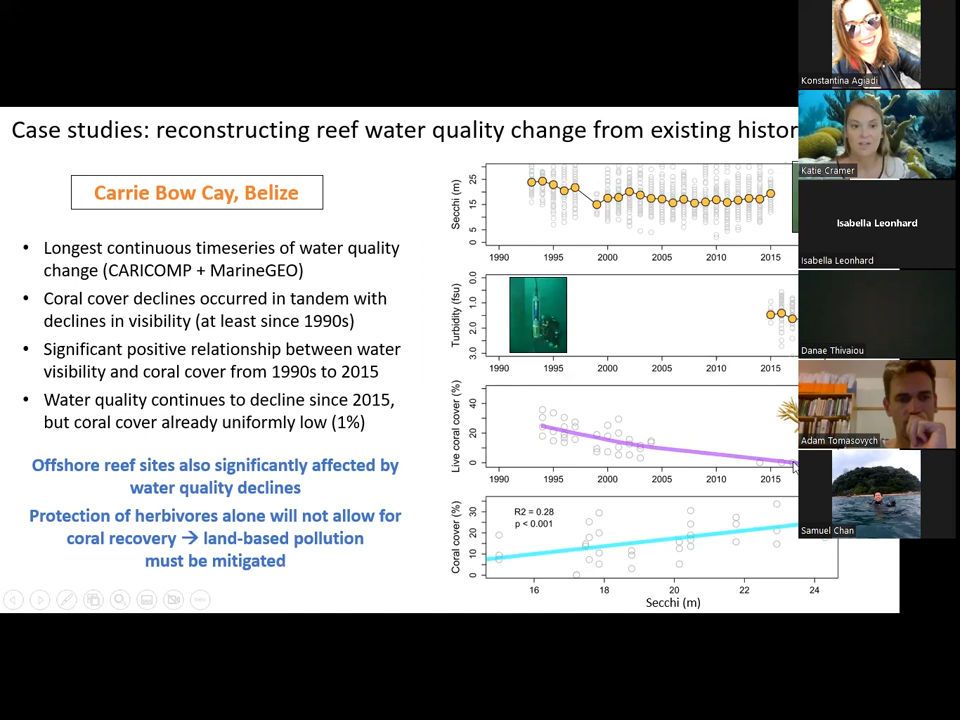 Case studies: reconstructing reef water quality change from existing histor
Carrie Bow Cay, Belize
• Longest continuous timeseries of water quality
change (CARICOMP + MarineGEO)
• Coral cover declines occurred in tandem with
declines in visibility (at least since 1990s)
• Significant positive relationship between water
visibility and coral cover from 1990s to 2015
• Water quality continues to decline since 2015,
but coral cover already uniformly low (1%)
Offshore reef sites also significantly affected by
water quality declines
Protection of herbivores alone will not allow for
coral recovery → land-based pollution
must be mitigated
Secchi (m)
25
15
5
0
1990 1995 2000 2005 2010 2015
Turbidity (fsu)
0.0
1.0
2.0
3.0
1990 1995 2000 2005 2010 2015
Live coral cover (%)
40
20
0
1990 1995 2000 2005 2010 2015
Coral cover (%)
30
20
10
0
R2 = 0.28
p < 0.001
16 18 20 22 24
Secchi (m)
Konstantina Agiadi
Katie Cramer
Isabella Leonhard
Isabella Leonhard
Danae Thivaiou
Adam Tomasovych
Samuel Chan